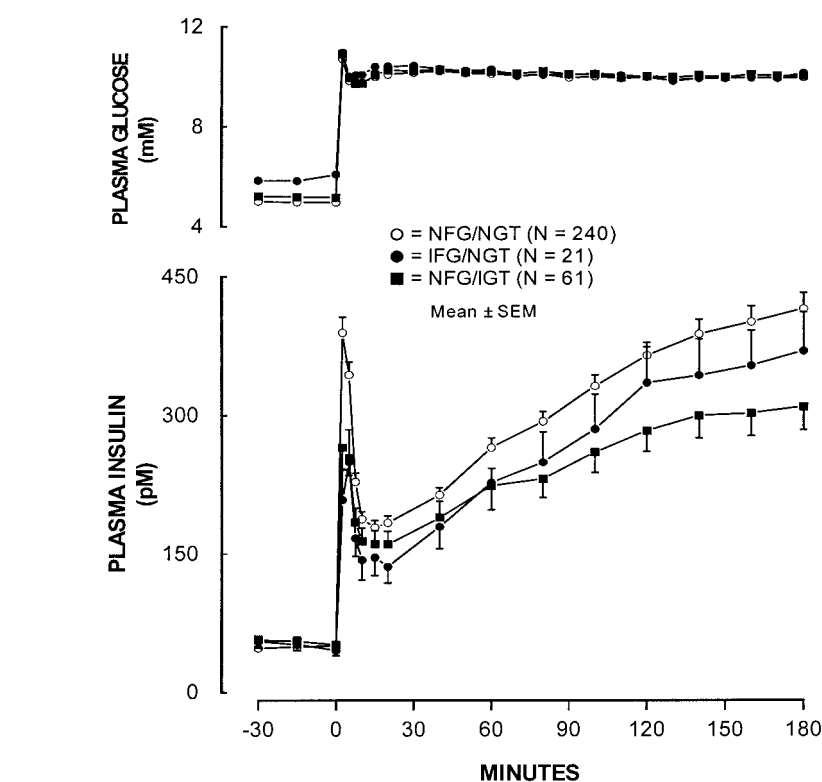 12
8
4
PLASMA GLUCOSE
(mM)
= NFG/NGT (N = 240)
= IFG/NGT (N = 21)
= NFG/IGT (N = 61)
Mean ± SEM
450
300
150
0
PLASMA INSULIN
(pM)
-30 0 30 60 90 120 150 180
MINUTES